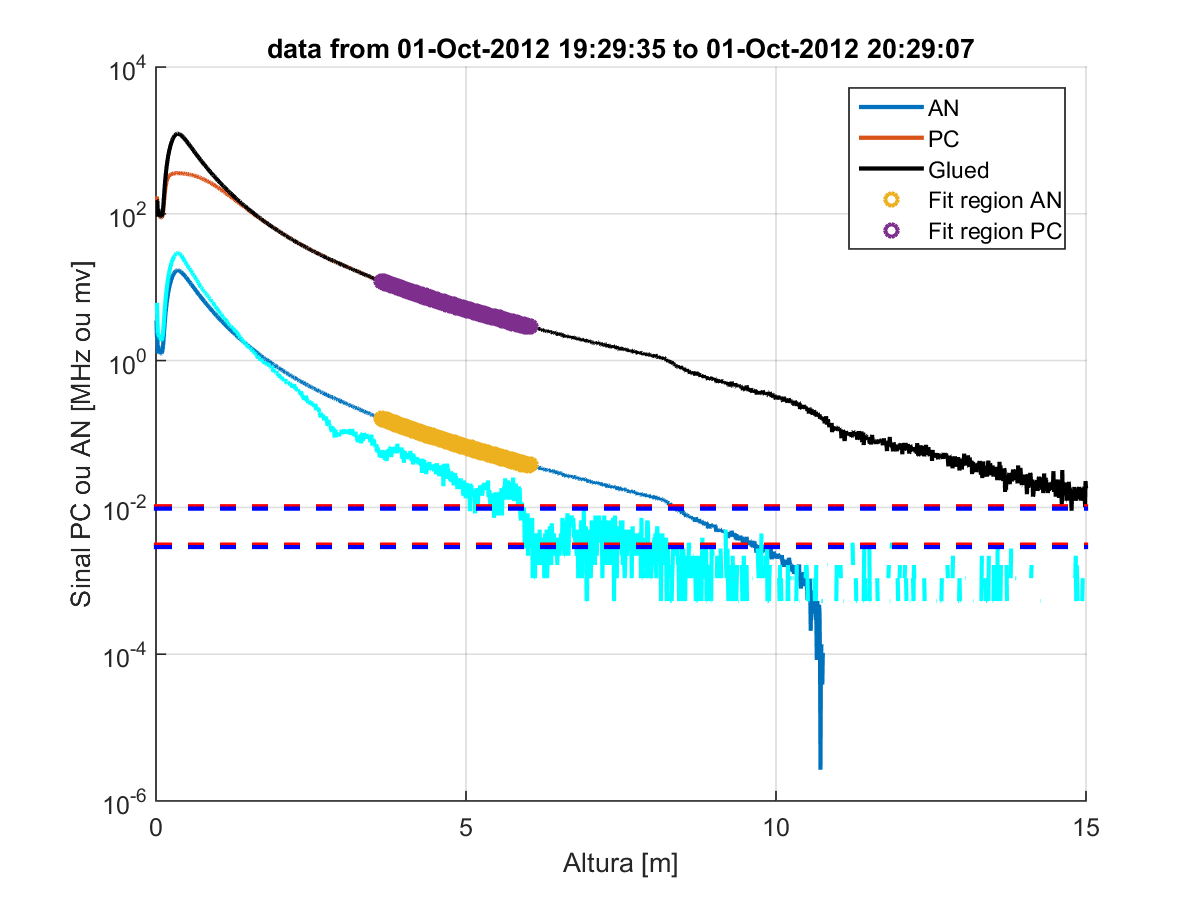 data from 01-Oct-2012 19:29:35 to 01-Oct-2012 20:29:07
AN
PC
Glued
Fit region AN
Fit region PC
Sinal PC ou AN [MHz ou mv]
10^4
10^2
10^0
10^-2
10^-4
10^-6
0 5 10 15
Altura [m]